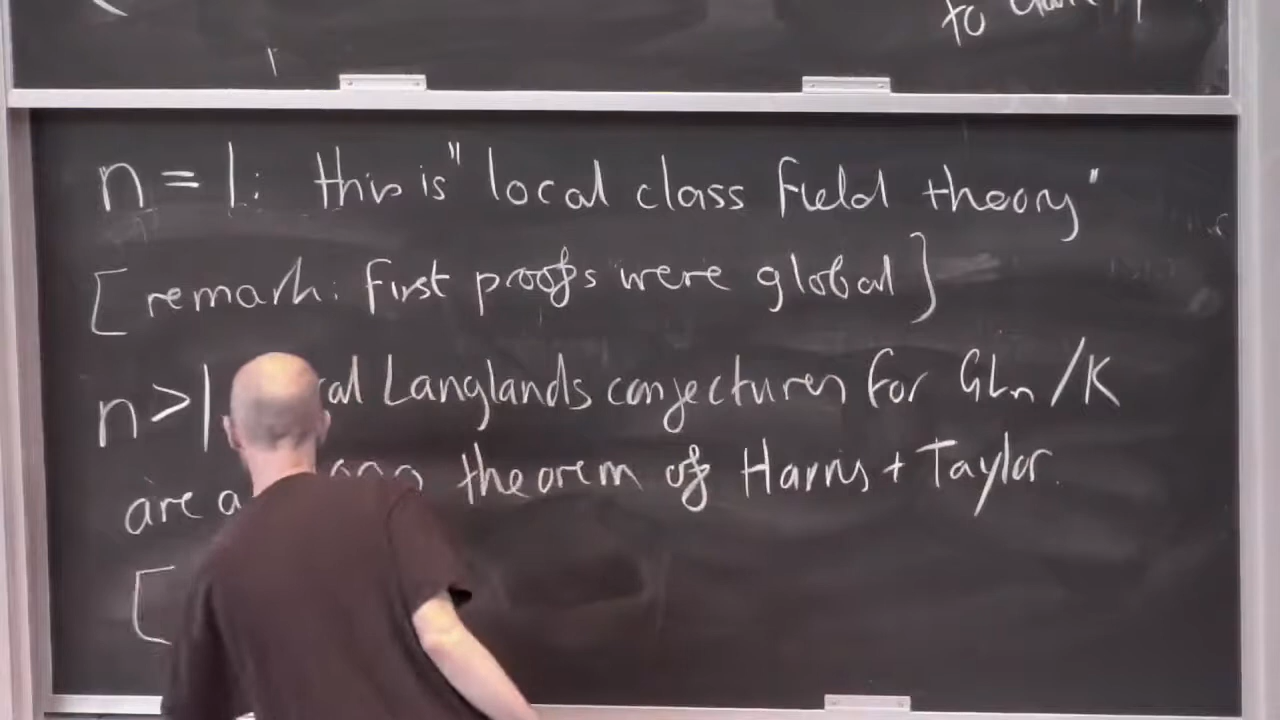 to
n = 1: this is "local class field theory"
[remark: first proofs were global]
n > 1 Langlands conjectures for GLn/K
are a theorem of Harris + Taylor.
[